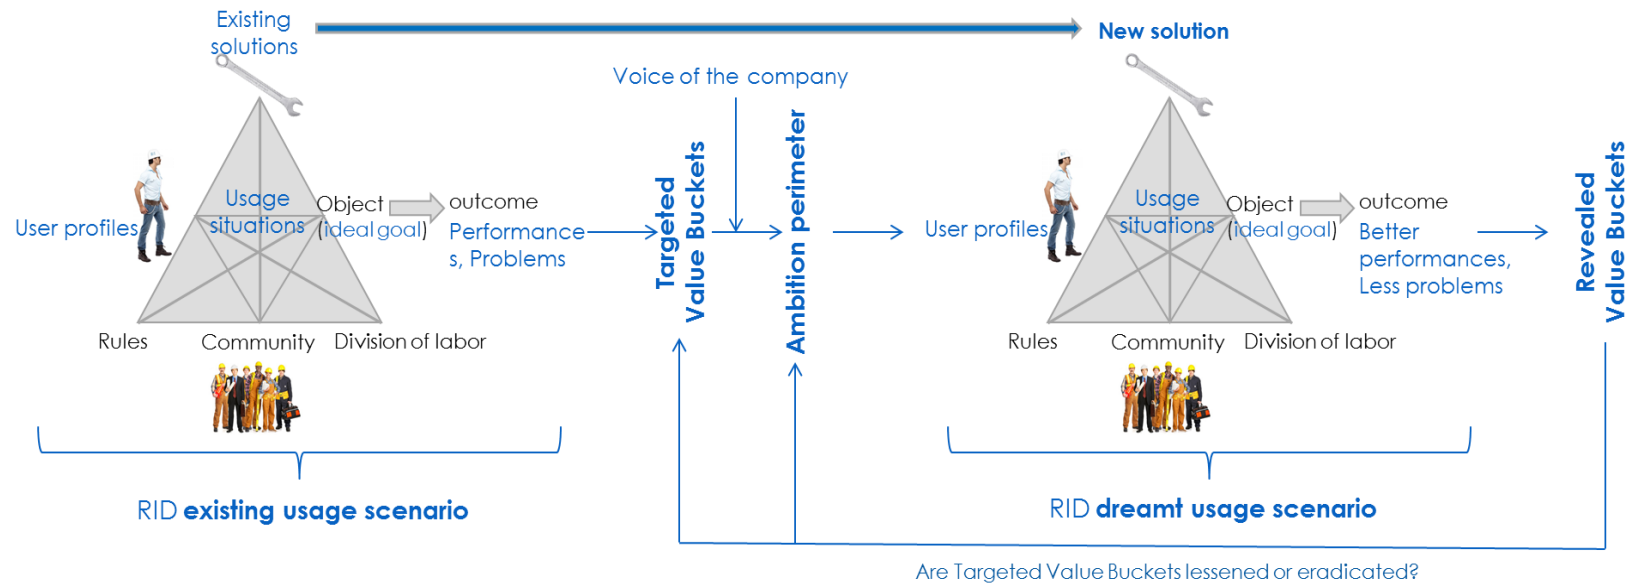 Existing
solutions
New solution
Voice of the company
Usage
situations
User profiles
Object
(ideal goal)
outcome
Performance
s, Problems
Rules
Community
Division of labor
RID existing usage scenario
Targeted
Value Buckets
Ambition perimeter
Usage
situations
User profiles
Object
(ideal goal)
outcome
Better
performances,
Less problems
Rules
Community
Division of labor
RID dreamt usage scenario
Revealed
Value Buckets
Are Targeted Value Buckets lessened or eradicated?